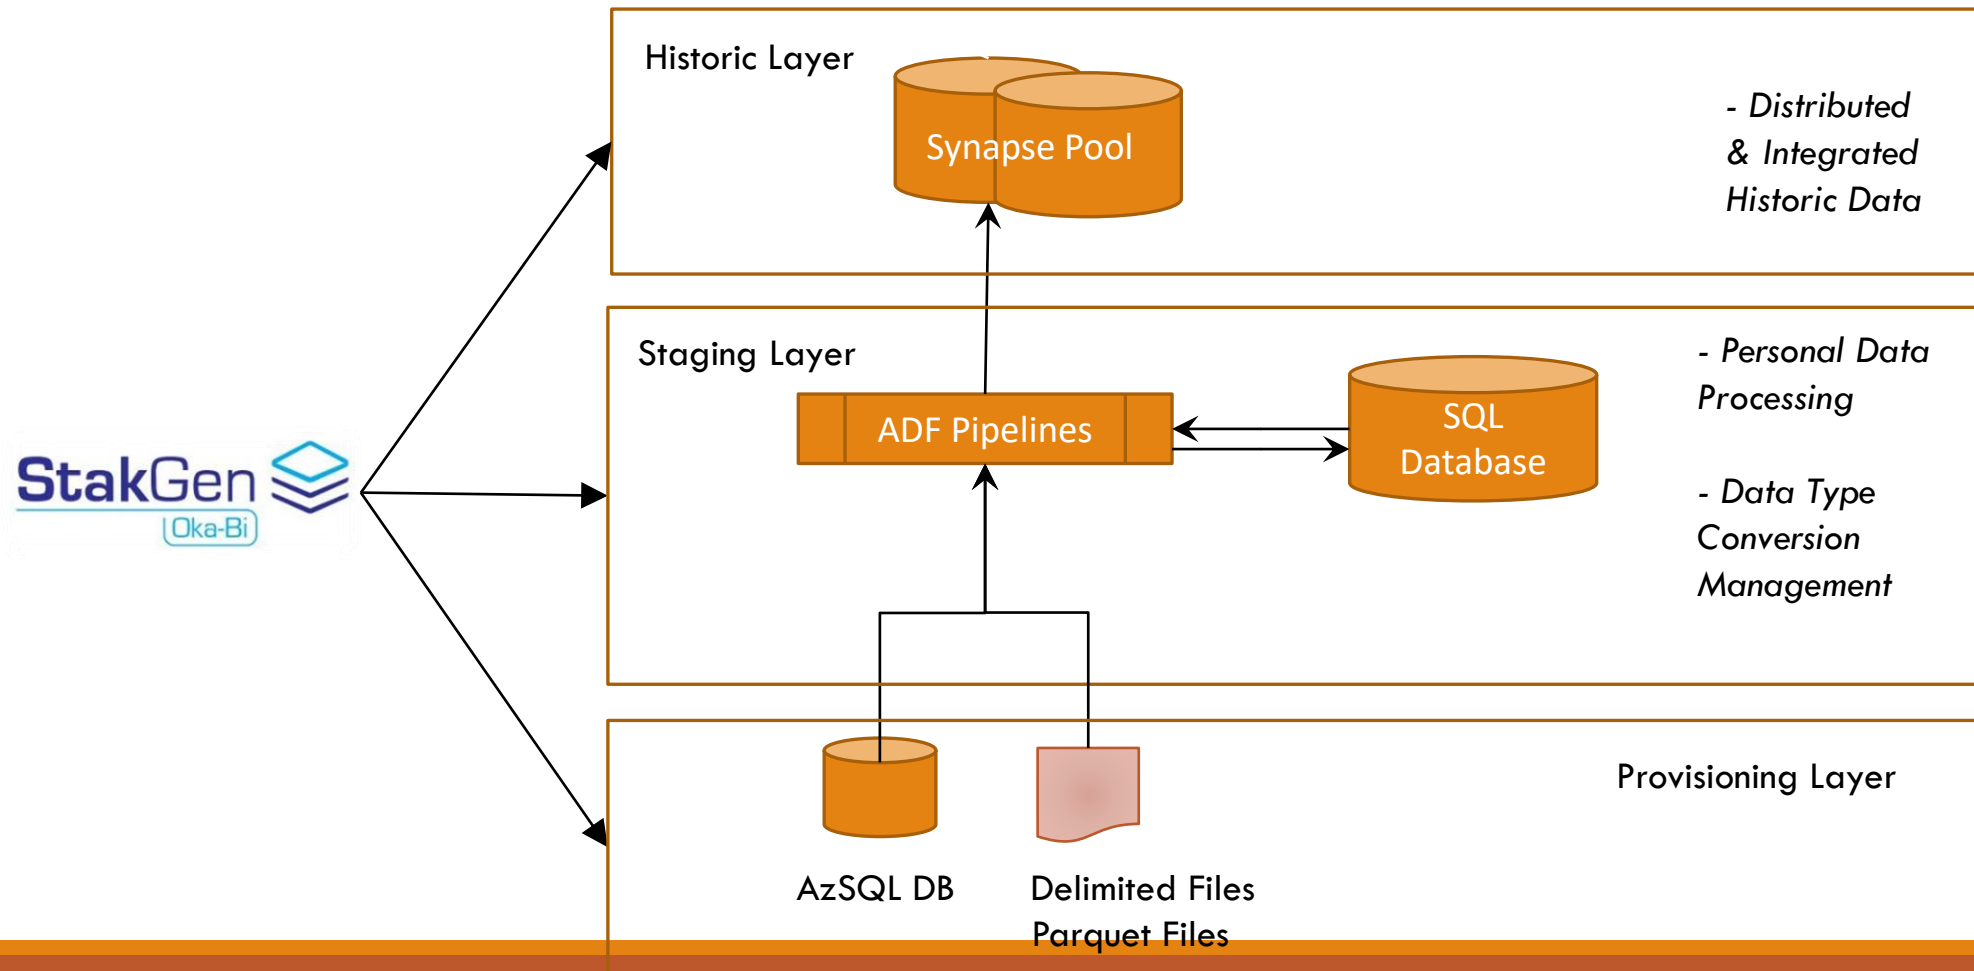 Historic Layer
Synapse Pool
- Distributed
& Integrated
Historic Data
Staging Layer
ADF Pipelines
SQL
Database
- Personal Data
Processing
- Data Type
Conversion
Management
StakGen
Oka-Bi
Provisioning Layer
AzSQL DB
Delimited Files
Parquet Files